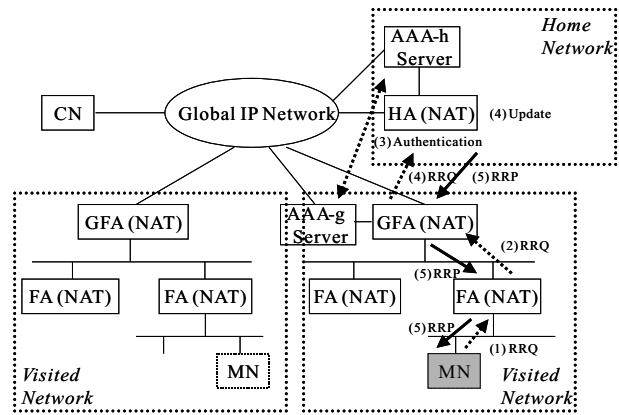 AAA-h
Server
Home
Network
CN
Global IP Network
HA (NAT)
(4) Update
(3) Authentication
(4) RRQ
(5) RRP
GFA (NAT)
AAA-g
Server
GFA (NAT)
(2) RRQ
(5) RRP
FA (NAT)
FA (NAT)
FA (NAT)
FA (NAT)
(5) RRP
(1) RRQ
Visited
Network
MN
MN
Visited
Network